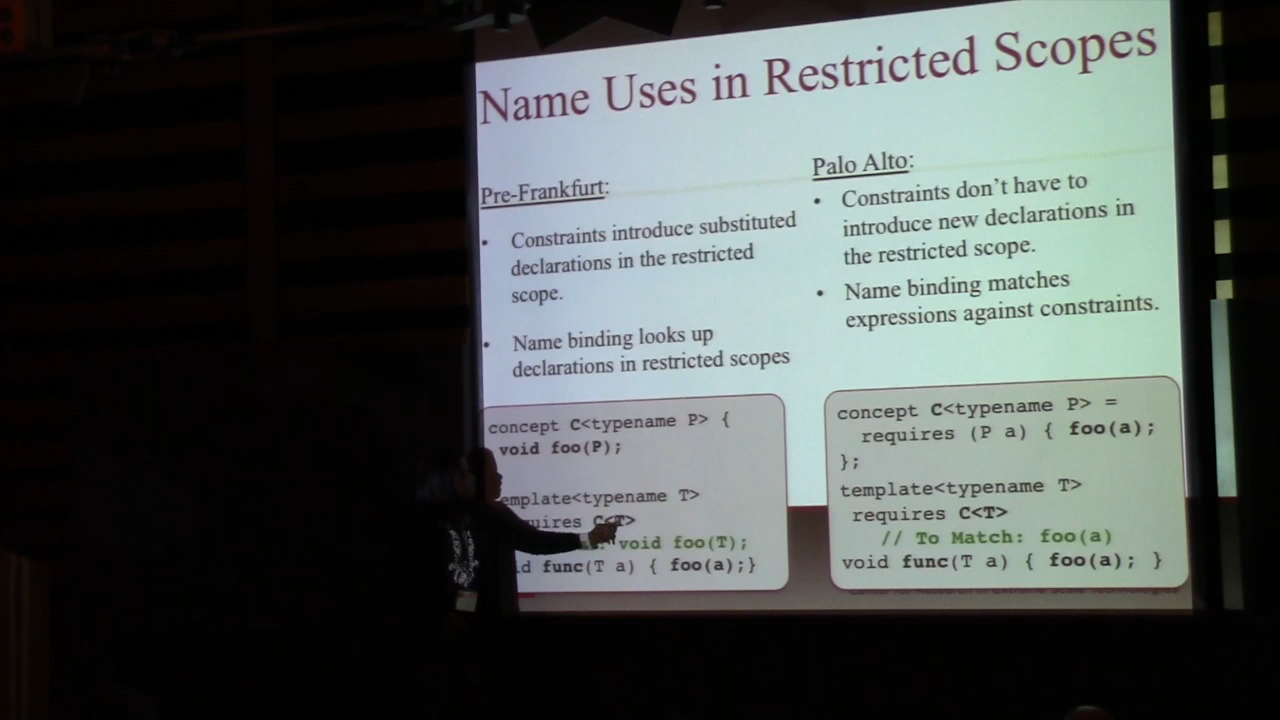 Name Uses in Restricted Scopes
Pre-Frankfurt:
• Constraints introduce substituted
declarations in the restricted
scope.
• Name binding looks up
declarations in restricted scopes
concept C<typename P> {
void foo(P);
emplate<typename T>
uires C<T>
void foo(T);
d func(T a) { foo(a);}
Palo Alto:
• Constraints don't have to
introduce new declarations in
the restricted scope.
• Name binding matches
expressions against constraints.
concept C<typename P> =
requires (P a) { foo(a);
};
template<typename T>
requires C<T>
// To Match: foo(a)
void func(T a) { foo(a); }